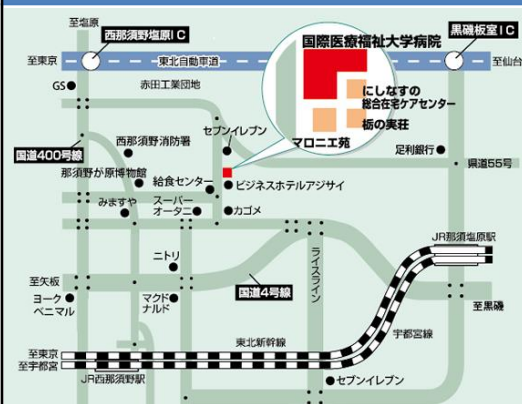 至塩原
西那須野塩原IC
黒磯板室IC
国際医療福祉大学病院
至東京
東北自動車道
至仙台
GS
赤田工業団地
にしなすの
総合在宅ケアセンター
栃の実荘
マロニエ苑
セブンイレブン
国道400号線
西那須野消防署
足利銀行
県道55号
那須野が原博物館
給食センター
ビジネスホテルアジサイ
みますや
スーパー
オータニ
カゴメ
JR那須塩原駅
ニトリ
ライスライン
至矢板
国道4号線
至黒磯
ヨーク
ベニマル
マクド
ナルド
宇都宮線
東北新幹線
至東京
至宇都宮
JR西那須野駅
セブンイレブン